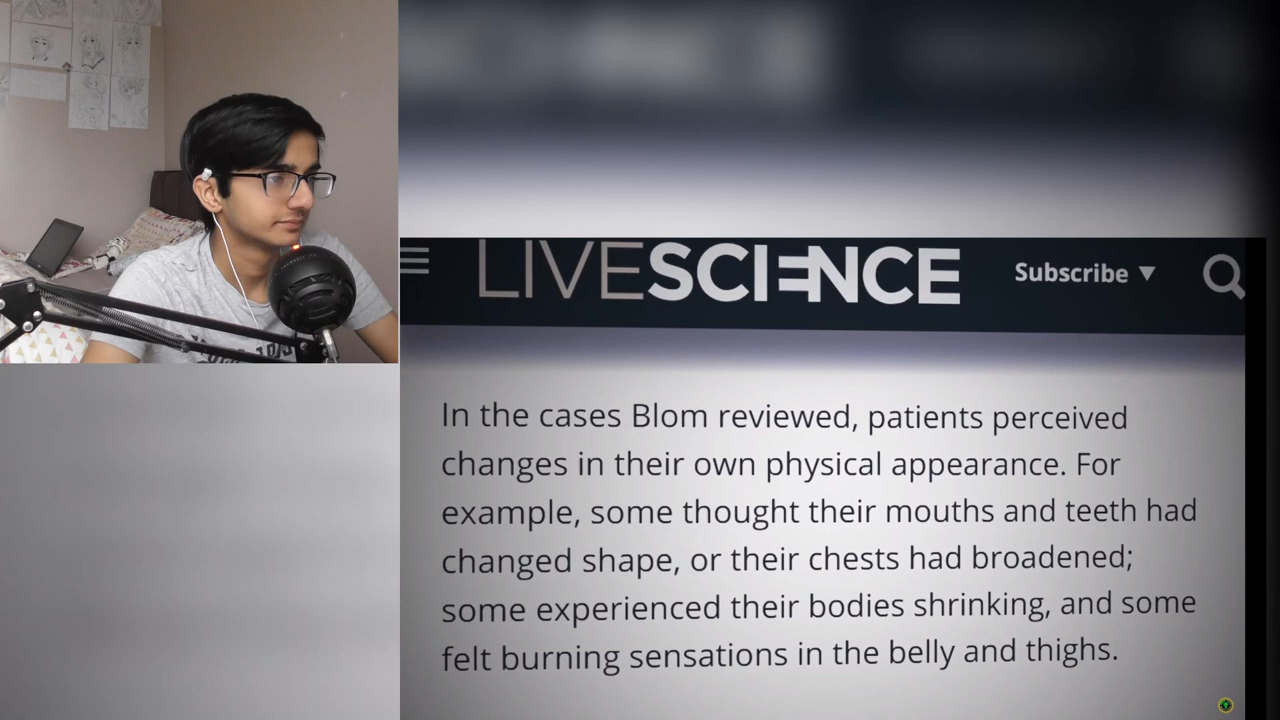 LIVESCIENCE
Subscribe
In the cases Blom reviewed, patients perceived
changes in their own physical appearance. For
example, some thought their mouths and teeth had
changed shape, or their chests had broadened;
some experienced their bodies shrinking, and some
felt burning sensations in the belly and thighs.